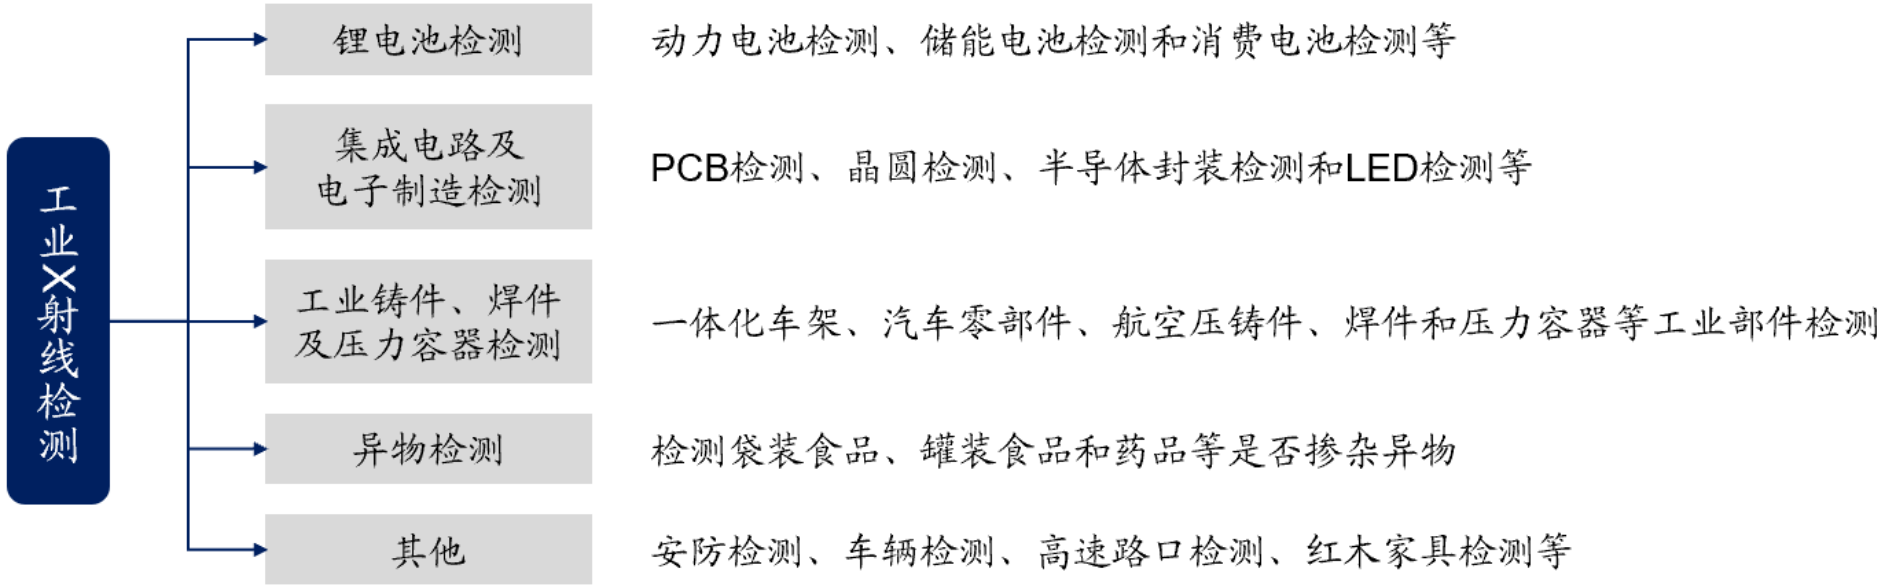 工业X射线检测
锂电池检测
动力电池检测、储能电池检测和消费电池检测等
集成电路及
电子制造检测
PCB检测、晶圆检测、半导体封装检测和LED检测等
工业铸件、焊件
及压力容器检测
一体化车架、汽车零部件、航空压铸件、焊件和压力容器等工业部件检测
异物检测
检测袋装食品、罐装食品和药品等是否掺杂异物
其他
安防检测、车辆检测、高速路口检测、红木家具检测等